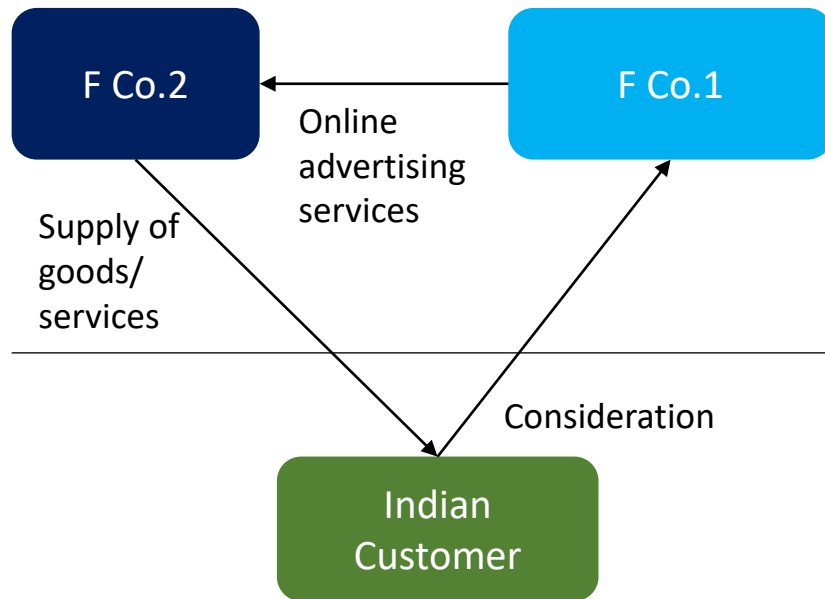 F Co.2
F Co.1
Online
advertising
services
Supply of
goods/
services
Consideration
Indian
Customer